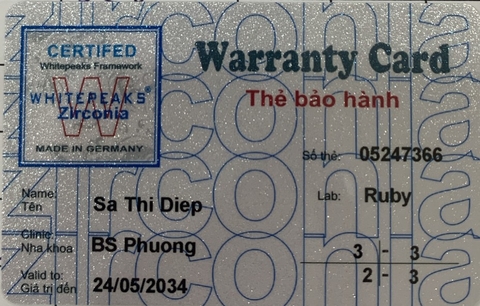 CERTIFED
Whitepeaks Framework
W
WHITEPEAKS®
Zirconia
MADE IN GERMANY
Warranty Card
Thẻ bảo hành
Số thẻ: 05247366
Name:
Tên
Sa Thi Diep
Lab: Ruby
Clinic:
Nha khoa
BS Phuong
3 - 3
2 - 3
Valid to:
Giá trị đến
24/05/2034
zirconia